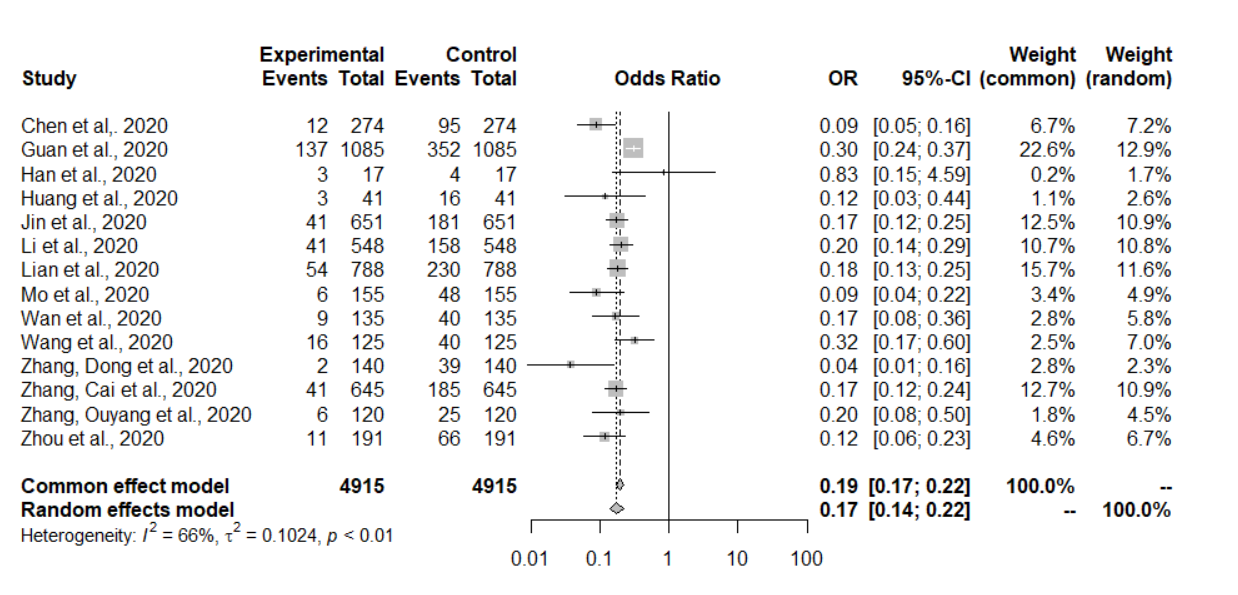 Experimental Control Weight Weight
Study Events Total Events Total Odds Ratio OR 95%-CI (common) (random)
Chen et al,. 2020 12 274 95 274 0.09 [0.05; 0.16] 6.7% 7.2%
Guan et al., 2020 137 1085 352 1085 0.30 [0.24; 0.37] 22.6% 12.9%
Han et al., 2020 3 17 4 17 0.83 [0.15; 4.59] 0.2% 1.7%
Huang et al., 2020 3 41 16 41 0.12 [0.03; 0.44] 1.1% 2.6%
Jin et al., 2020 41 651 181 651 0.17 [0.12; 0.25] 12.5% 10.9%
Li et al., 2020 41 548 158 548 0.20 [0.14; 0.29] 10.7% 10.8%
Lian et al., 2020 54 788 230 788 0.18 [0.13; 0.25] 15.7% 11.6%
Mo et al., 2020 6 155 48 155 0.09 [0.04; 0.22] 3.4% 4.9%
Wan et al., 2020 9 135 40 135 0.17 [0.08; 0.36] 2.8% 5.8%
Wang et al., 2020 16 125 40 125 0.32 [0.17; 0.60] 2.5% 7.0%
Zhang, Dong et al., 2020 2 140 39 140 0.04 [0.01; 0.16] 2.8% 2.3%
Zhang, Cai et al., 2020 41 645 185 645 0.17 [0.12; 0.24] 12.7% 10.9%
Zhang, Ouyang et al., 2020 6 120 25 120 0.20 [0.08; 0.50] 1.8% 4.5%
Zhou et al., 2020 11 191 66 191 0.12 [0.06; 0.23] 4.6% 6.7%
Common effect model 4915 4915 0.19 [0.17; 0.22] 100.0% --
Random effects model 0.17 [0.14; 0.22] -- 100.0%
Heterogeneity: I² = 66%, τ² = 0.1024, p < 0.01
0.01 0.1 1 10 100